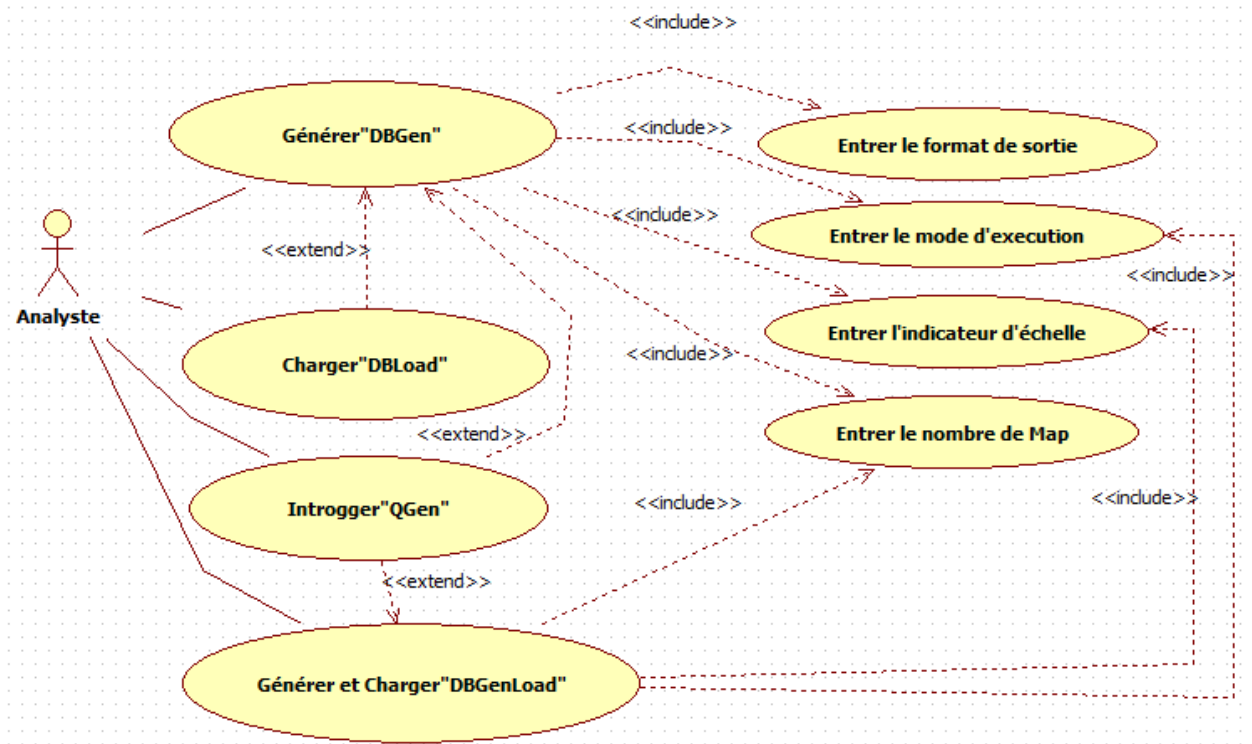 <<include>>
Générer"DBGen"
<<include>>
Entrer le format de sortie
<<include>>
Entrer le mode d'execution
<<extend>>
<<include>>
Analyste
Entrer l'indicateur d'échelle
<<include>>
Charger"DBLoad"
<<extend>>
Entrer le nombre de Map
<<include>>
<<include>>
Introgger"QGen"
<<extend>>
Générer et Charger"DBGenLoad"